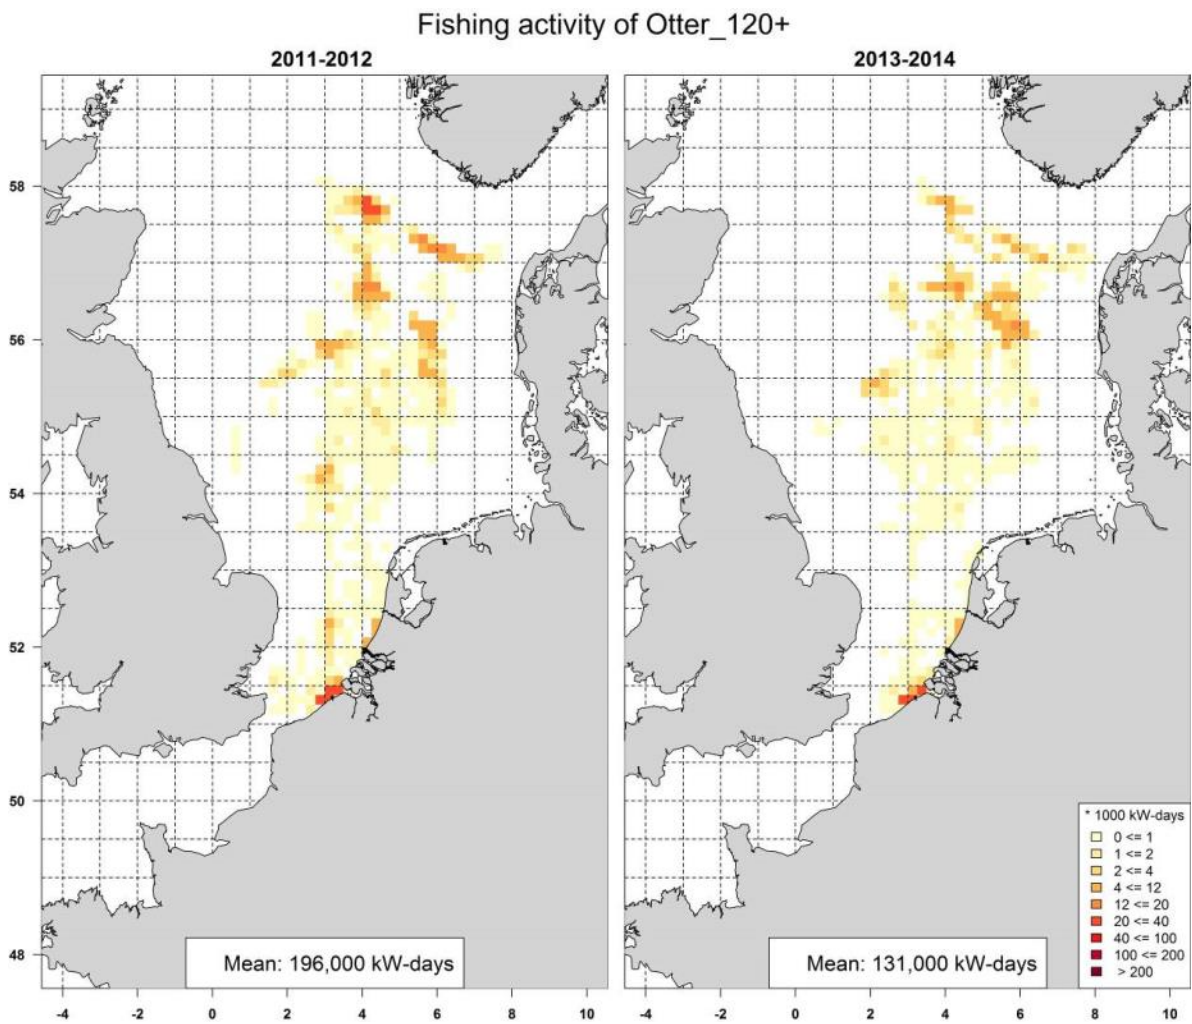 Fishing activity of Otter_120+
2011-2012
2013-2014
58
56
54
52
50
48
* 1000 kW-days
0 <= 1
1 <= 2
2 <= 4
4 <= 12
12 <= 20
20 <= 40
40 <= 100
100 <= 200
> 200
Mean: 196,000 kW-days
Mean: 131,000 kW-days
-4 -2 0 2 4 6 8 10
-4 -2 0 2 4 6 8 10